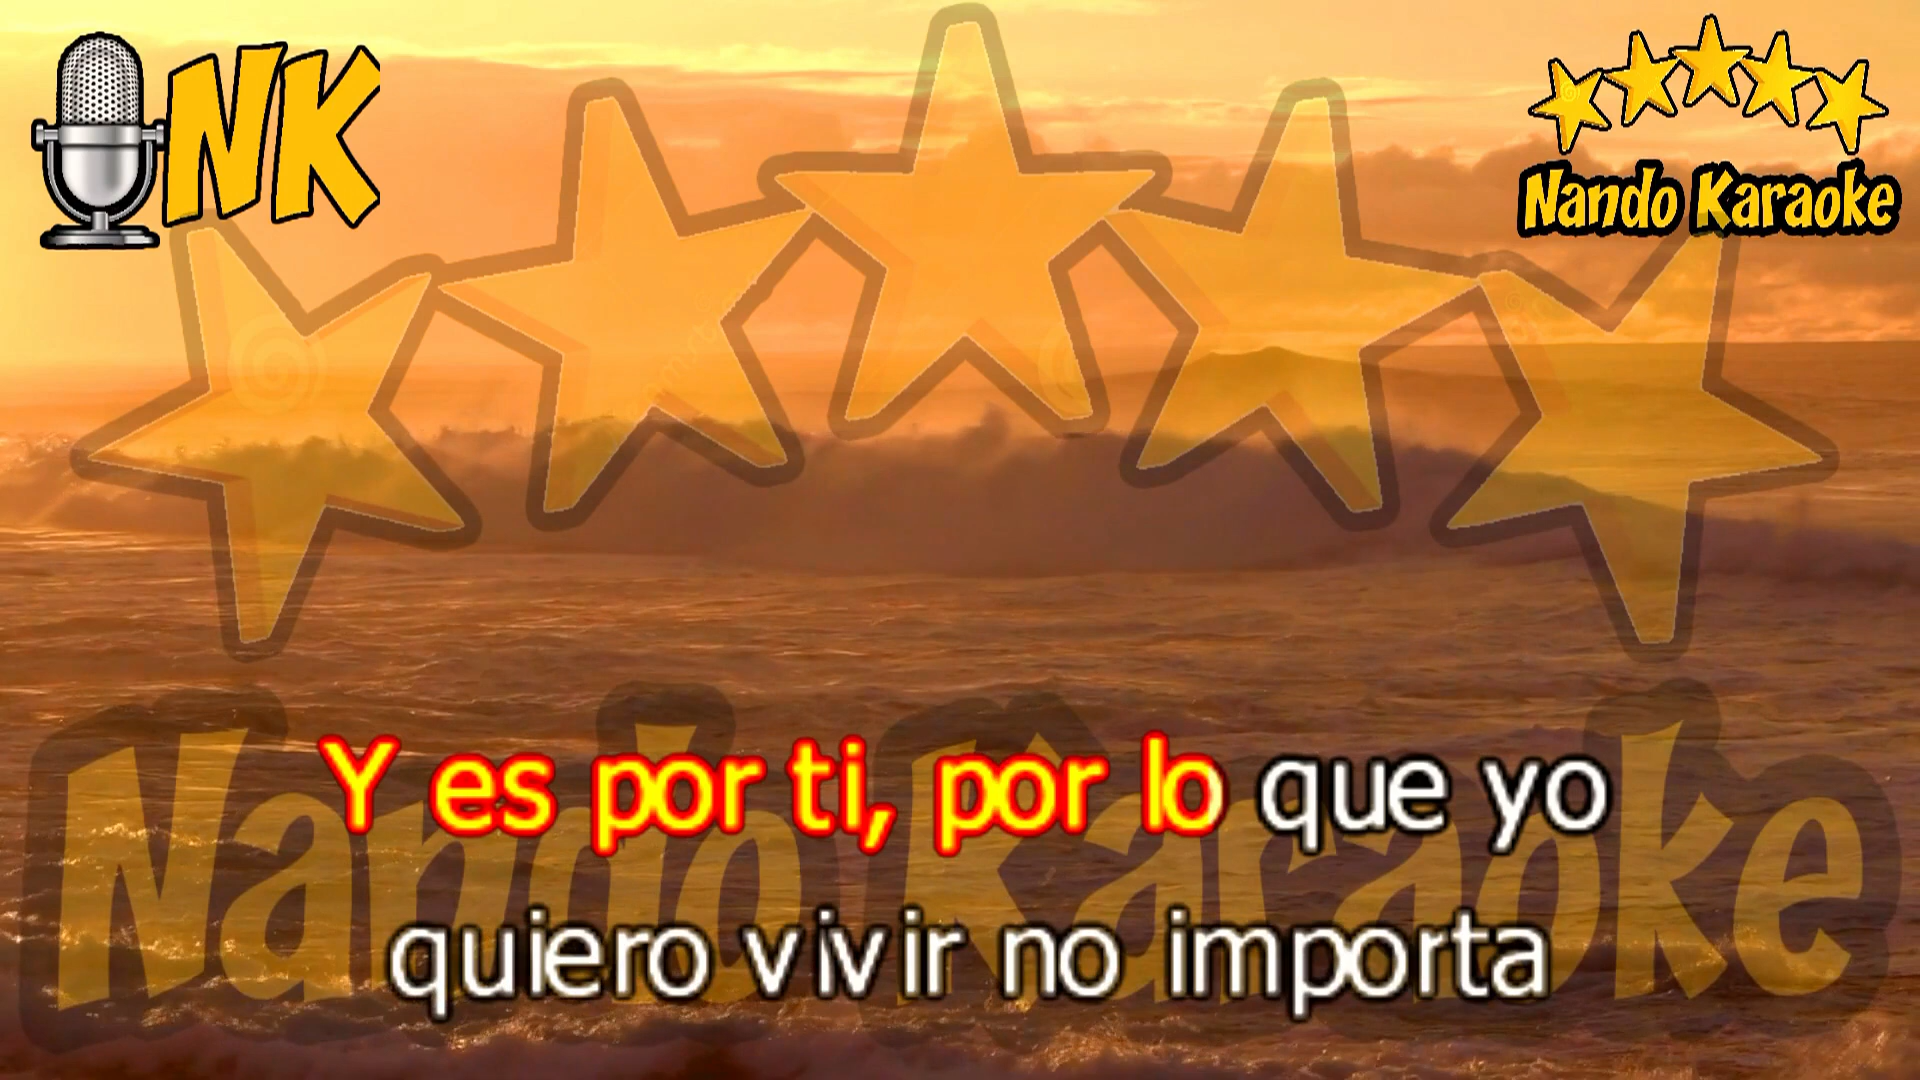 NK
Nando Karaoke
Nando Karaoke
Y es por ti, por lo que yo
quiero vivir no importa